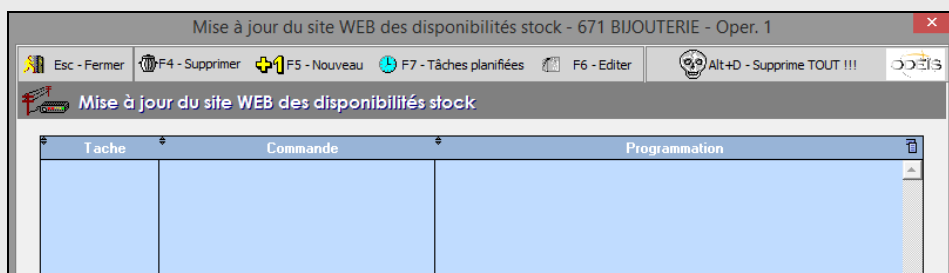 Mise à jour du site WEB des disponibilités stock - 671 BIJOUTERIE - Oper. 1
Esc - Fermer F4 - Supprimer F5 - Nouveau F7 - Tâches planifiées F6 - Editer Alt+D - Supprime TOUT !!!
Mise à jour du site WEB des disponibilités stock
Tache Commande Programmation